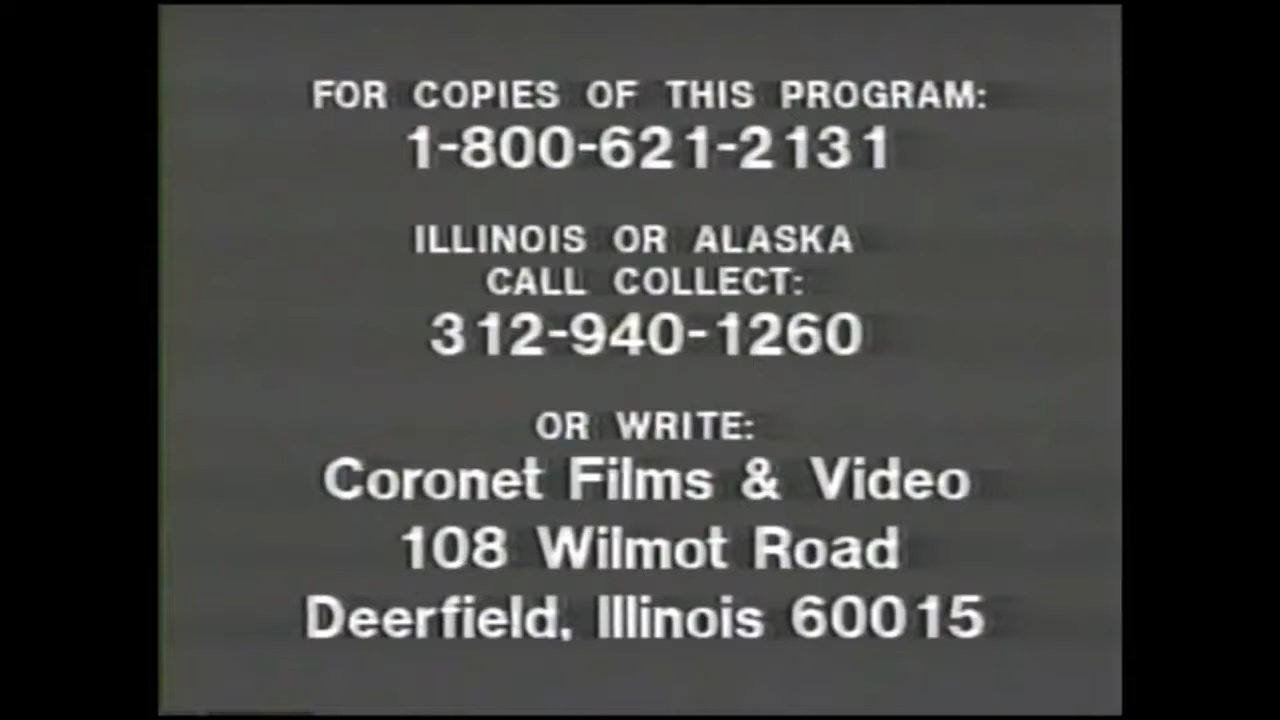 FOR COPIES OF THIS PROGRAM:
1-800-621-2131
ILLINOIS OR ALASKA
CALL COLLECT:
312-940-1260
OR WRITE:
Coronet Films & Video
108 Wilmot Road
Deerfield, Illinois 60015